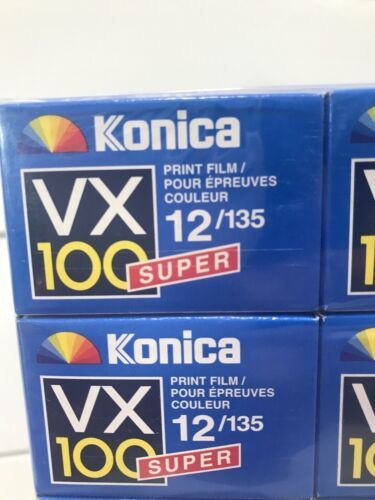 Konica
PRINT FILM /
POUR ÉPREUVES
COULEUR
VX
100
SUPER
12/135
Konica
PRINT FILM /
POUR ÉPREUVES
COULEUR
VX
100
SUPER
12/135